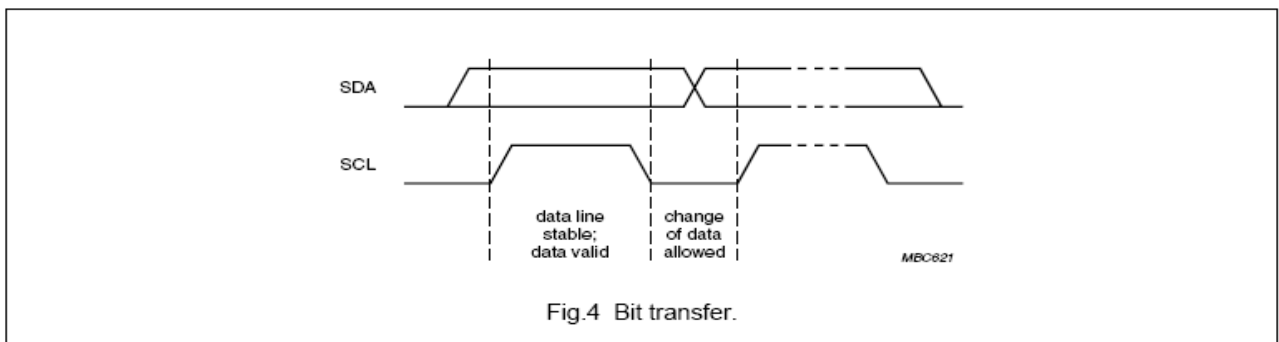 SDA
SCL
data line
stable;
data valid
change
of data
allowed
MBC621
Fig.4 Bit transfer.